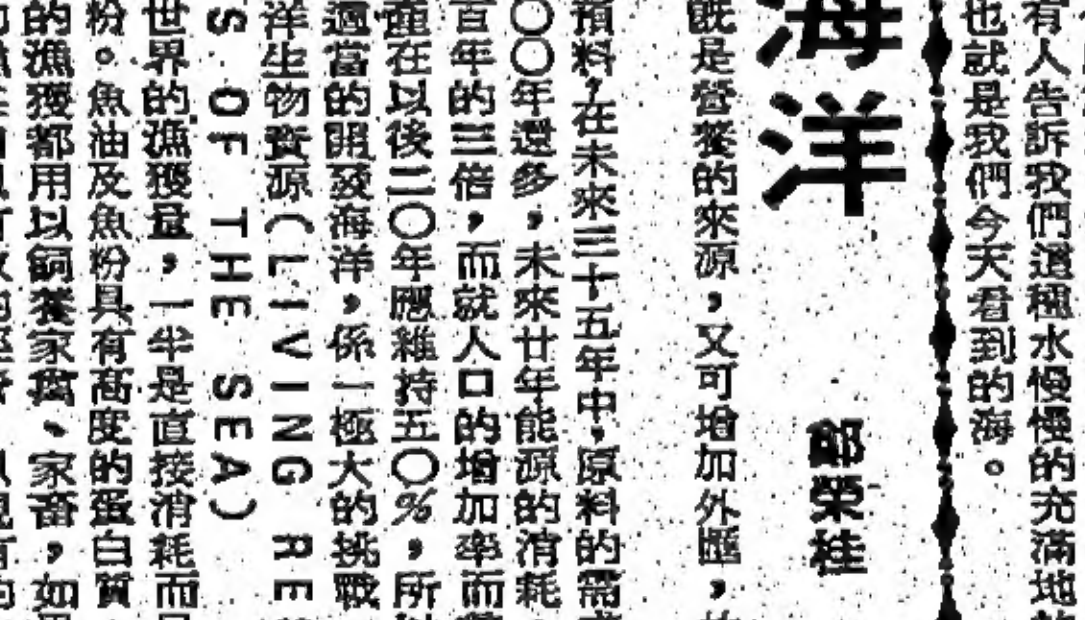 有人告訴我們這種水慢慢的充滿地
也就是我們今天看到的海。
海洋
郎榮桂
既是營養的來源，又可增加外匯，
預料，在未來三十五年中，原料的需
〇〇年還多，未來廿年能源的消耗
百年的三倍，而就人口的增加率而
產在以後二〇年應維持五〇%，所
適當的開發海洋，係一極大的挑戰
洋生物資源（LIVING RE
S OF THE SEA）
世界的漁獲量，一半是直接消耗而
粉。魚油及魚粉具有高度的蛋白質
的漁獲都用以飼養家禽，家畜，如